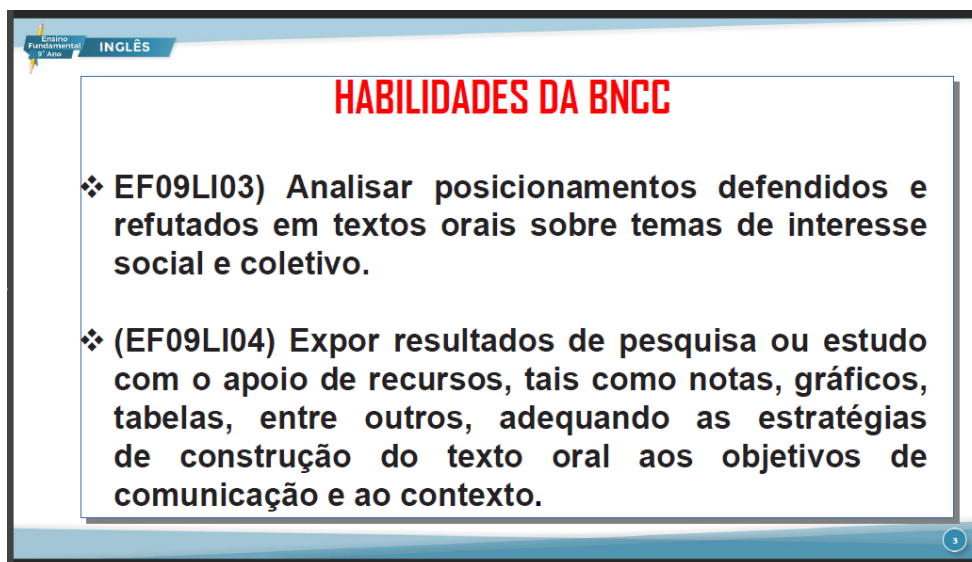 Ensino
Fundamental
9° Ano
INGLÊS
HABILIDADES DA BNCC
❖ EF09LI03) Analisar posicionamentos defendidos e
refutados em textos orais sobre temas de interesse
social e coletivo.
❖ (EF09LI04) Expor resultados de pesquisa ou estudo
com o apoio de recursos, tais como notas, gráficos,
tabelas, entre outros, adequando as estratégias
de construção do texto oral aos objetivos de
comunicação e ao contexto.
3